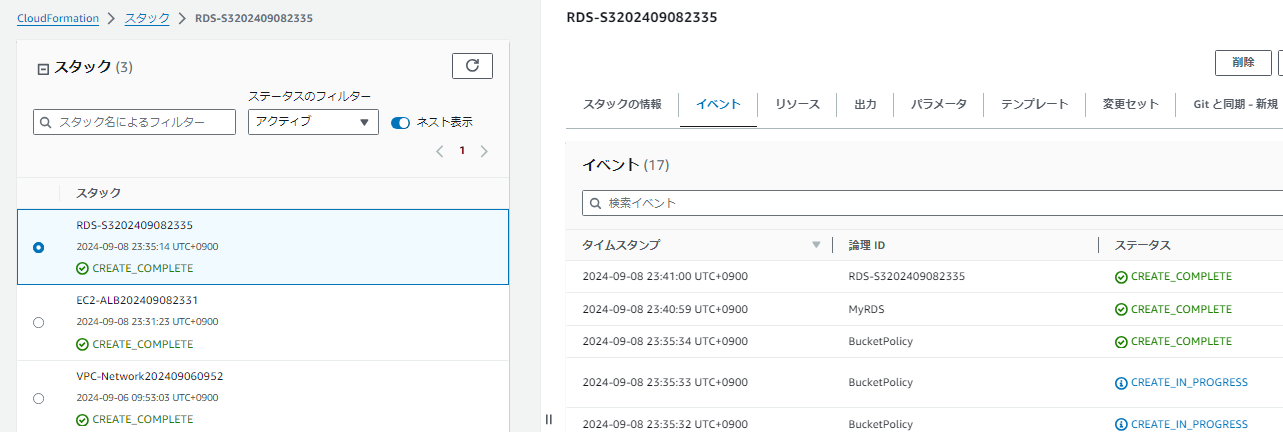 CloudFormation > スタック > RDS-S3202409082335
スタック (3)
ステータスのフィルター
スタック名によるフィルター
アクティブ
ネスト表示
1
スタック
RDS-S3202409082335
2024-09-08 23:35:14 UTC+0900
CREATE_COMPLETE
EC2-ALB202409082331
2024-09-08 23:31:23 UTC+0900
CREATE_COMPLETE
VPC-Network202409060952
2024-09-06 09:53:03 UTC+0900
CREATE_COMPLETE
RDS-S3202409082335
削除
スタックの情報 イベント リソース 出力 パラメータ テンプレート 変更セット Git と同期 - 新規
イベント (17)
検索イベント
タイムスタンプ 論理 ID ステータス
2024-09-08 23:41:00 UTC+0900 RDS-S3202409082335 CREATE_COMPLETE
2024-09-08 23:40:59 UTC+0900 MyRDS CREATE_COMPLETE
2024-09-08 23:35:34 UTC+0900 BucketPolicy CREATE_COMPLETE
2024-09-08 23:35:33 UTC+0900 BucketPolicy CREATE_IN_PROGRESS
2024-09-08 23:35:32 UTC+0900 BucketPolicy CREATE_IN_PROGRESS